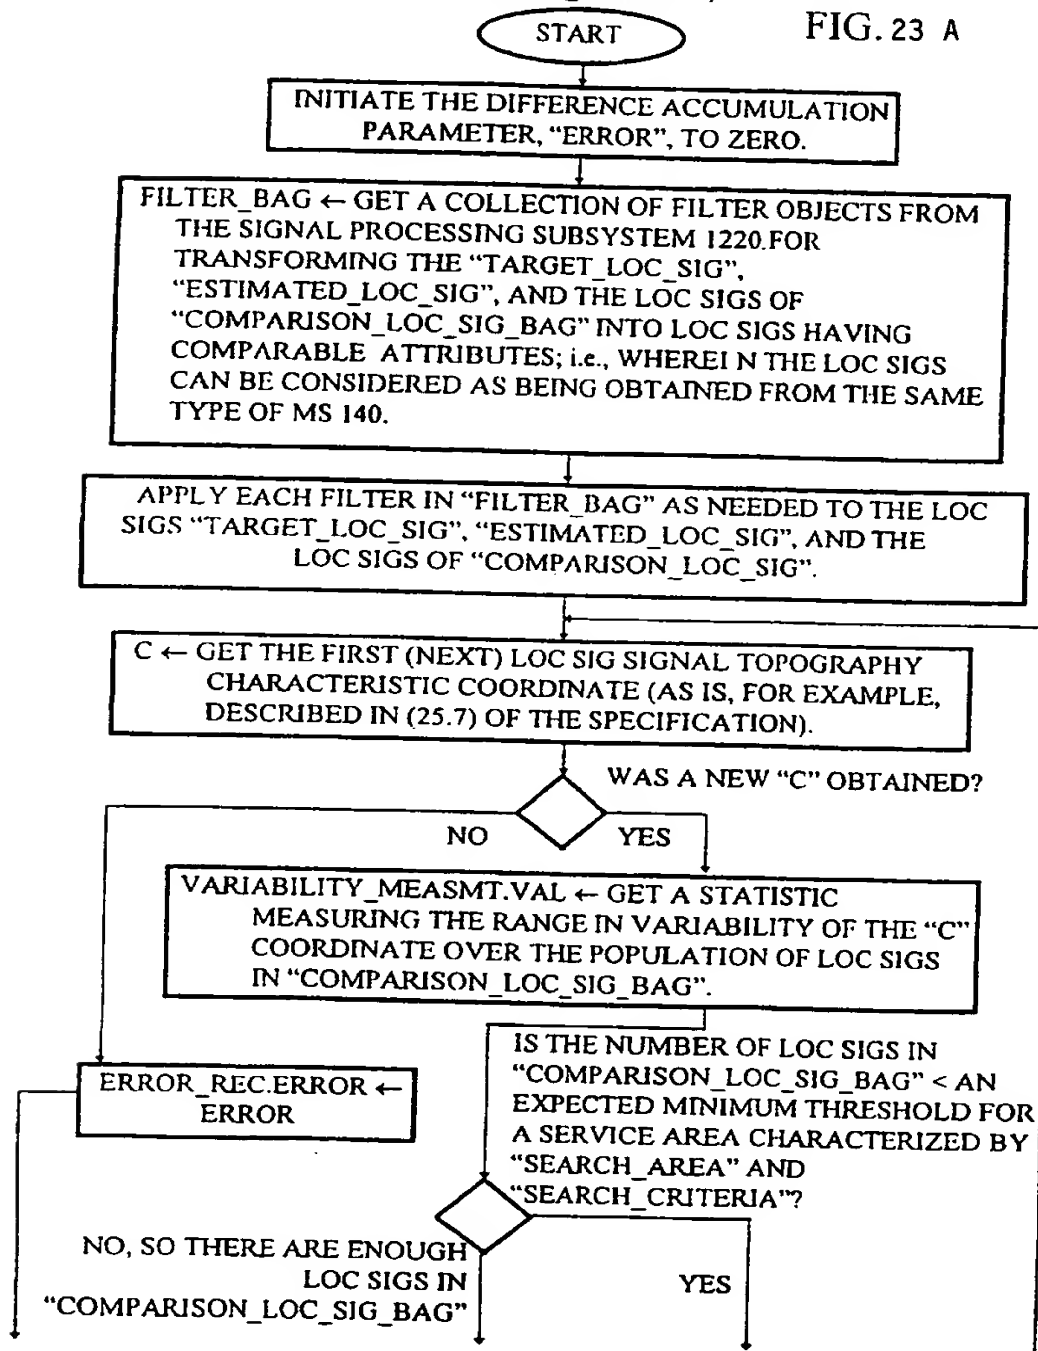 FIG. 23 A
START
INITIATE THE DIFFERENCE ACCUMULATION
PARAMETER, “ERROR”, TO ZERO.
FILTER_BAG ← GET A COLLECTION OF FILTER OBJECTS FROM
THE SIGNAL PROCESSING SUBSYSTEM 1220.FOR
TRANSFORMING THE “TARGET_LOC_SIG”,
“ESTIMATED_LOC_SIG”, AND THE LOC SIGS OF
“COMPARISON_LOC_SIG_BAG” INTO LOC SIGS HAVING
COMPARABLE ATTRIBUTES; i.e., WHEREI N THE LOC SIGS
CAN BE CONSIDERED AS BEING OBTAINED FROM THE SAME
TYPE OF MS 140.
APPLY EACH FILTER IN “FILTER_BAG” AS NEEDED TO THE LOC
SIGS “TARGET_LOC_SIG”, “ESTIMATED_LOC_SIG”, AND THE
LOC SIGS OF “COMPARISON_LOC_SIG”.
C ← GET THE FIRST (NEXT) LOC SIG SIGNAL TOPOGRAPHY
CHARACTERISTIC COORDINATE (AS IS, FOR EXAMPLE,
DESCRIBED IN (25.7) OF THE SPECIFICATION).
WAS A NEW “C” OBTAINED?
NO
YES
VARIABILITY_MEASMT.VAL ← GET A STATISTIC
MEASURING THE RANGE IN VARIABILITY OF THE “C”
COORDINATE OVER THE POPULATION OF LOC SIGS
IN “COMPARISON_LOC_SIG_BAG”.
ERROR_REC.ERROR ←
ERROR
IS THE NUMBER OF LOC SIGS IN
“COMPARISON_LOC_SIG_BAG” < AN
EXPECTED MINIMUM THRESHOLD FOR
A SERVICE AREA CHARACTERIZED BY
“SEARCH_AREA” AND
“SEARCH_CRITERIA”?
NO, SO THERE ARE ENOUGH
LOC SIGS IN
“COMPARISON_LOC_SIG_BAG”
YES